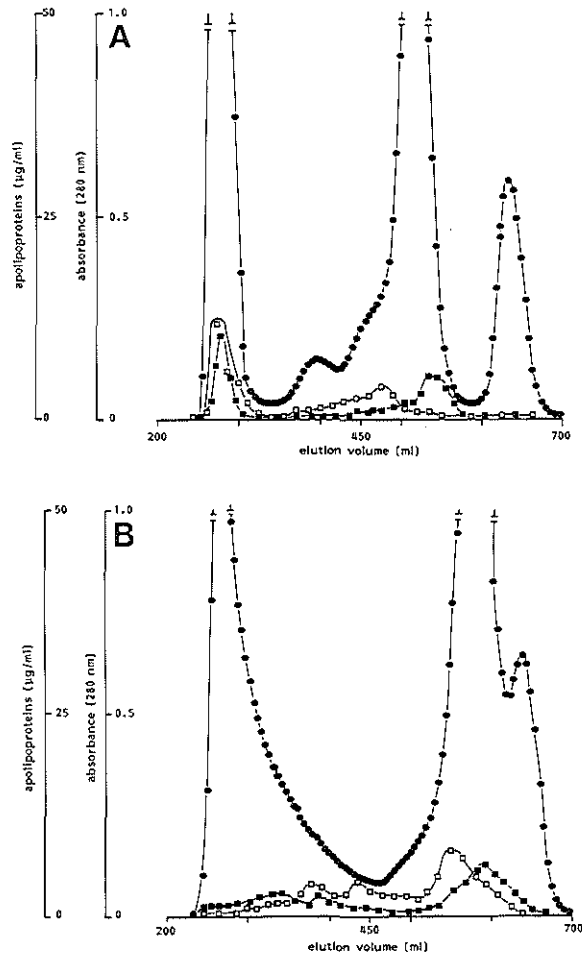 A
50
1.0
apolipoproteins (µg/ml)
absorbance [280 nm]
25
0.5
0
0
200
450
700
elution volume (ml)
B
50
1.0
apolipoproteins (µg/ml)
absorbance [280 nm]
25
0.5
0
0
200
450
700
elution volume (ml)